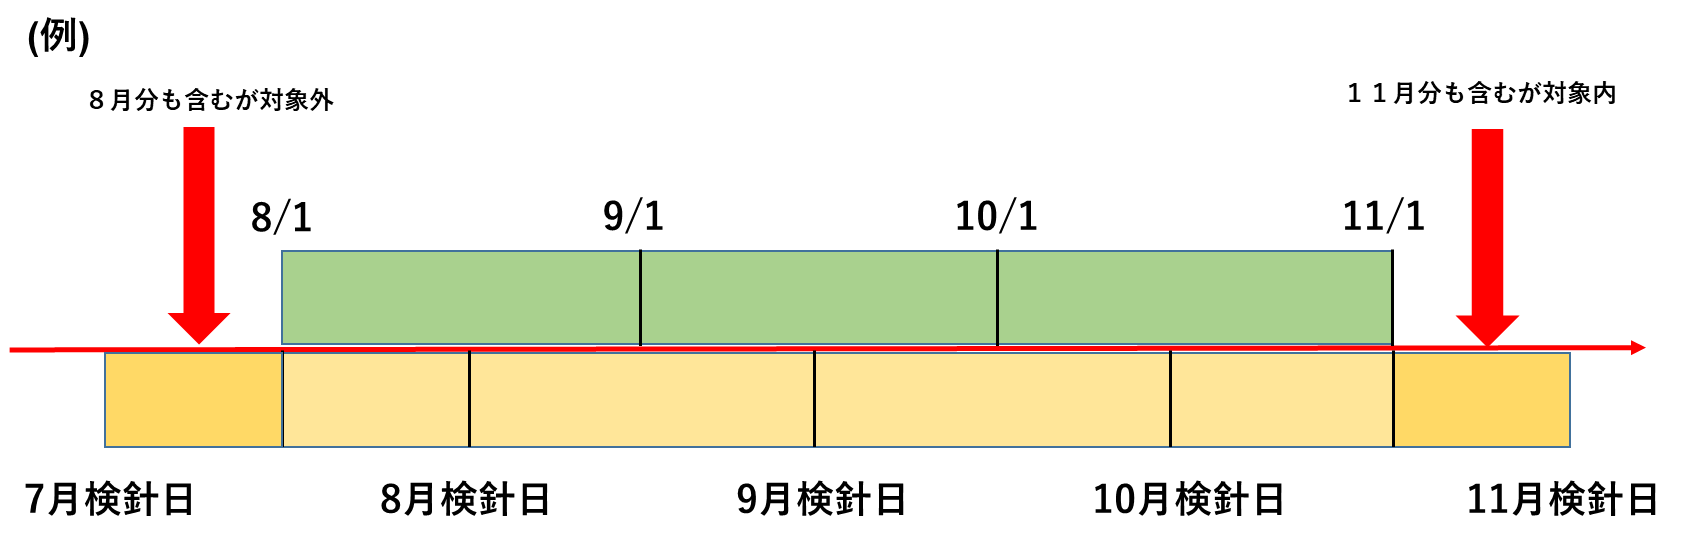 (例)
８月分も含むが対象外
１１月分も含むが対象内
8/1
9/1
10/1
11/1
7月検針日
8月検針日
9月検針日
10月検針日
11月検針日